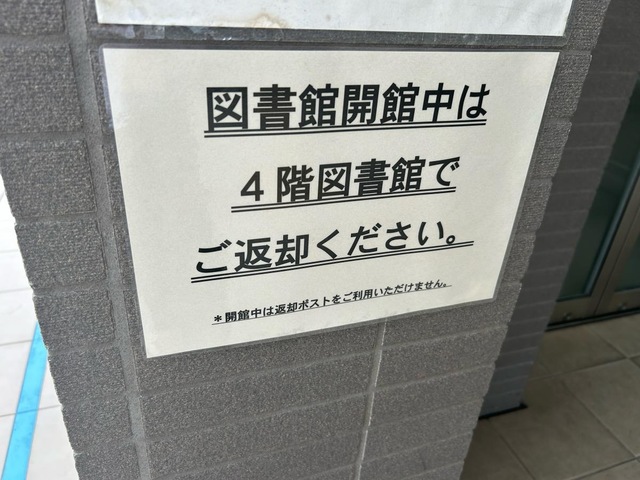 図書館開館中は
４階図書館で
ご返却ください。
＊開館中は返却ポストをご利用いただけません。